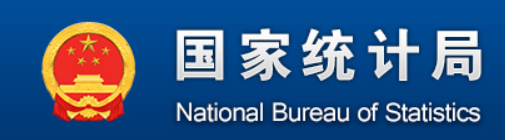 国家统计局
National Bureau of Statistics